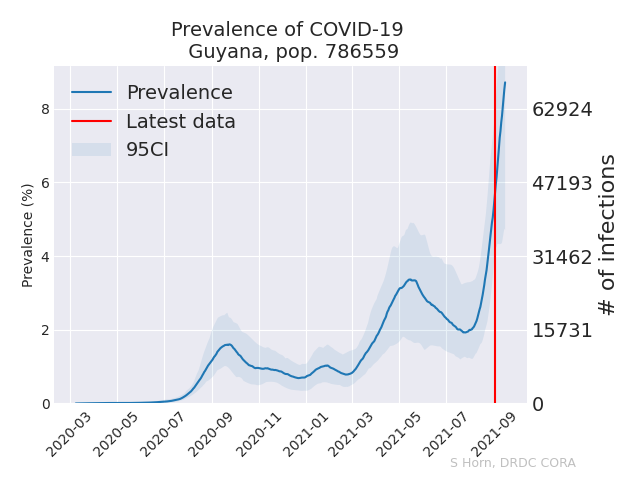 Prevalence of COVID-19
Guyana, pop. 786559
Prevalence
Latest data
95CI
Prevalence (%)
8
6
4
2
0
62924
47193
31462
15731
0
# of infections
2020-03
2020-05
2020-07
2020-09
2020-11
2021-01
2021-03
2021-05
2021-07
2021-09
S Horn, DRDC CORA